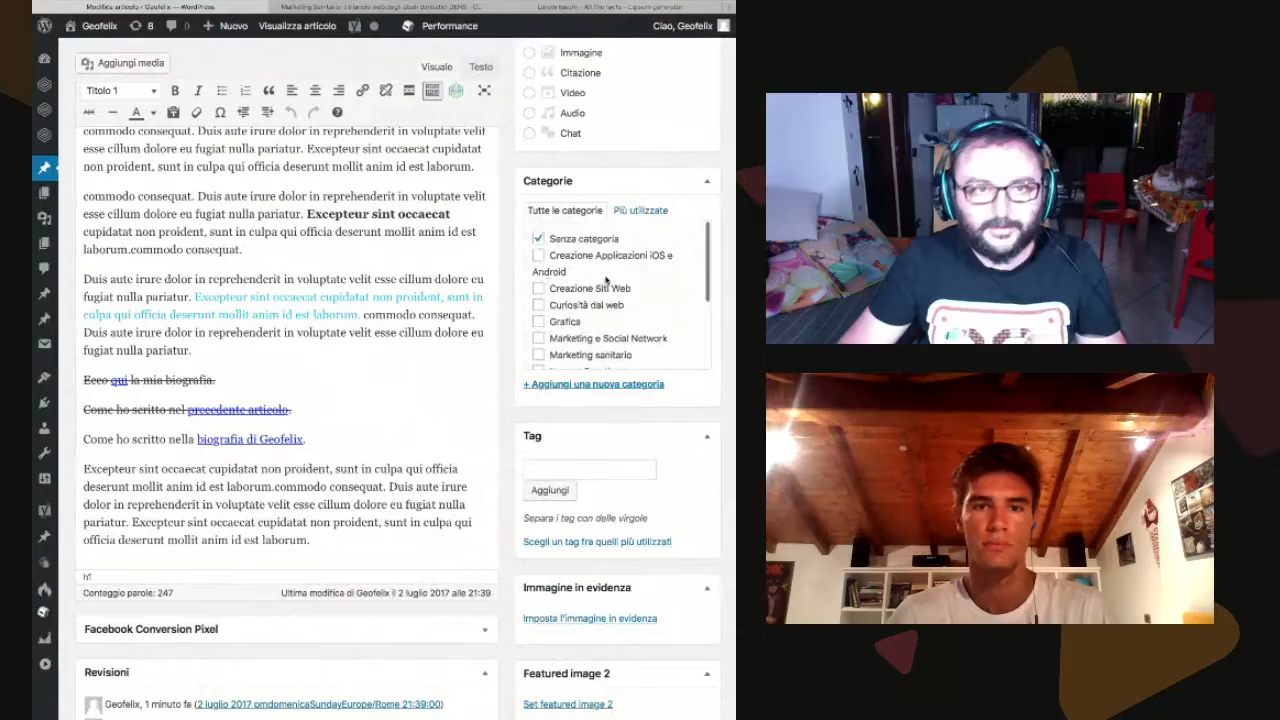 Modifica articolo ‹ Geofelix — WordPress
Geofelix 8 0 Nuovo Visualizza articolo Performance Ciao, Geofelix
Aggiungi media
Visuale Testo
Titolo 1
B I
ABC A
commodo consequat. Duis aute irure dolor in reprehenderit in voluptate velit
esse cillum dolore eu fugiat nulla pariatur. Excepteur sint occaecat cupidatat
non proident, sunt in culpa qui officia deserunt mollit anim id est laborum.
commodo consequat. Duis aute irure dolor in reprehenderit in voluptate velit
esse cillum dolore eu fugiat nulla pariatur. Excepteur sint occaecat
cupidatat non proident, sunt in culpa qui officia deserunt mollit anim id est
laborum.commodo consequat.
Duis aute irure dolor in reprehenderit in voluptate velit esse cillum dolore eu
fugiat nulla pariatur. Excepteur sint occaecat cupidatat non proident, sunt in
culpa qui officia deserunt mollit anim id est laborum. commodo consequat.
Duis aute irure dolor in reprehenderit in voluptate velit esse cillum dolore eu
fugiat nulla pariatur.
Ecco qui la mia biografia.
Come ho scritto nel precedente articolo.
Come ho scritto nella biografia di Geofelix.
Excepteur sint occaecat cupidatat non proident, sunt in culpa qui officia
deserunt mollit anim id est laborum.commodo consequat. Duis aute irure
dolor in reprehenderit in voluptate velit esse cillum dolore eu fugiat nulla
pariatur. Excepteur sint occaecat cupidatat non proident, sunt in culpa qui
officia deserunt mollit anim id est laborum.
h1
Conteggio parole: 247 Ultima modifica di Geofelix il 2 luglio 2017 alle 21:39
Facebook Conversion Pixel
Revisioni
Geofelix, 1 minuto fa (2 luglio 2017 pmdomenicaSundayEurope/Rome 21:39:00)
Immagine
Citazione
Video
Audio
Chat
Categorie
Tutte le categorie Più utilizzate
Senza categoria
Creazione Applicazioni iOS e
Android
Creazione Siti Web
Curiosità dal web
Grafica
Marketing e Social Network
Marketing sanitario
+ Aggiungi una nuova categoria
Tag
Aggiungi
Separa i tag con delle virgole
Scegli un tag fra quelli più utilizzati
Immagine in evidenza
Imposta l'immagine in evidenza
Featured image 2
Set featured image 2